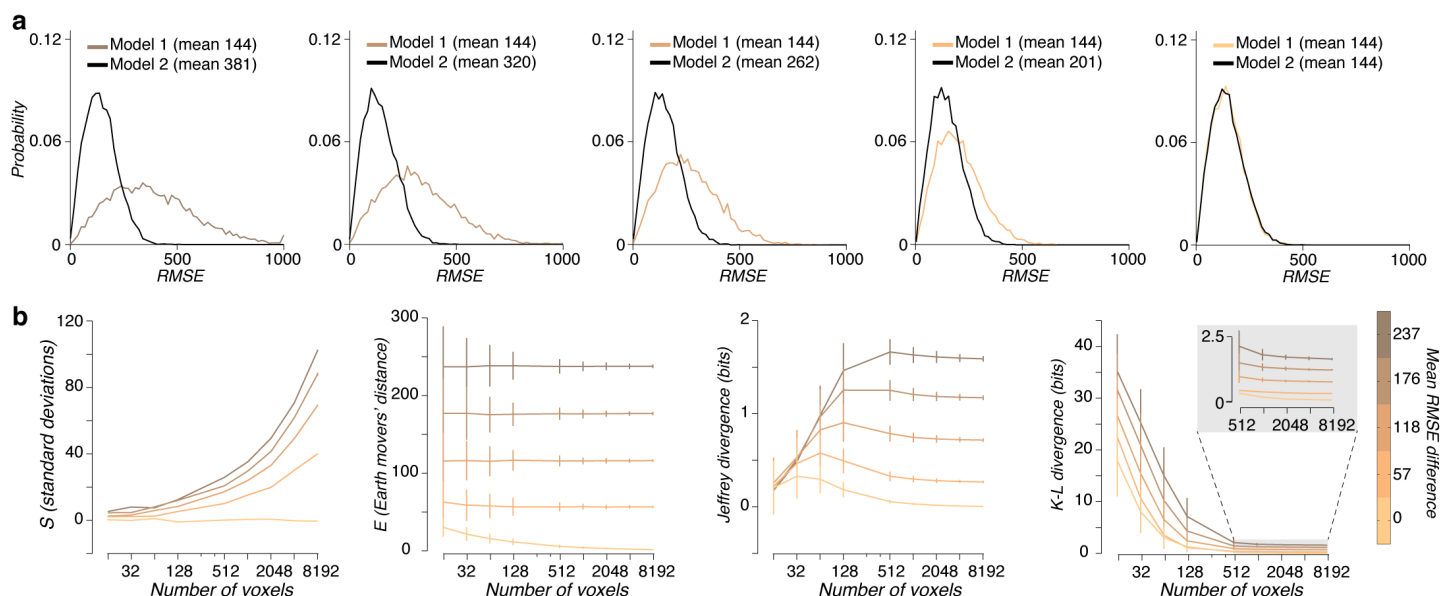 a
0.12
Model 1 (mean 144)
Model 2 (mean 381)
0.06
0
0
500
1000
Probability
RMSE
0.12
Model 1 (mean 144)
Model 2 (mean 320)
0.06
0
0
500
1000
RMSE
0.12
Model 1 (mean 144)
Model 2 (mean 262)
0.06
0
0
500
1000
RMSE
0.12
Model 1 (mean 144)
Model 2 (mean 201)
0.06
0
0
500
1000
RMSE
0.12
Model 1 (mean 144)
Model 2 (mean 144)
0.06
0
0
500
1000
RMSE
b
120
80
40
0
S (standard deviations)
32
128
512
2048
8192
Number of voxels
300
200
100
0
E (Earth movers' distance)
32
128
512
2048
8192
Number of voxels
2
1
0
Jeffrey divergence (bits)
32
128
512
2048
8192
Number of voxels
40
30
20
10
0
K-L divergence (bits)
32
128
512
2048
8192
Number of voxels
2.5
0
512
2048
8192
237
176
118
57
0
Mean RMSE difference